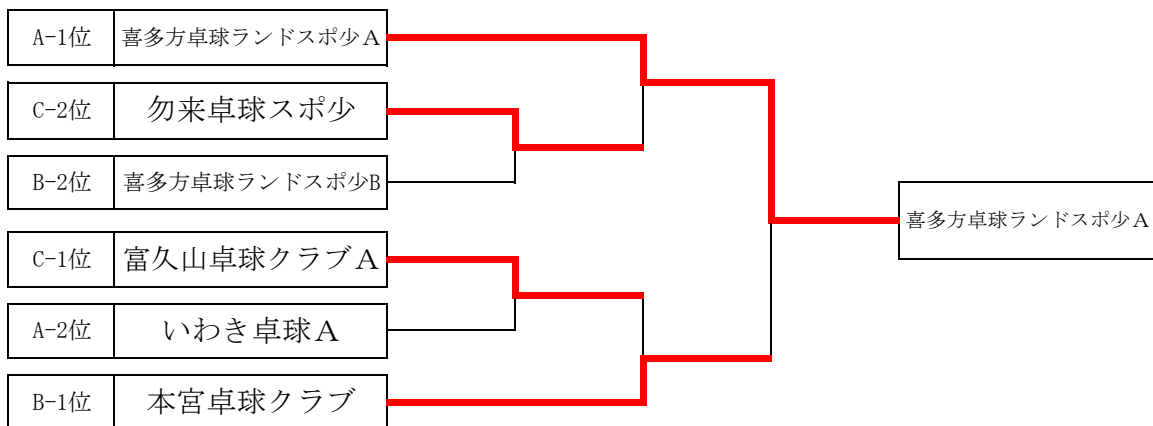 A-1位 喜多方卓球ランドスポ少Ａ
C-2位 勿来卓球スポ少
B-2位 喜多方卓球ランドスポ少B
喜多方卓球ランドスポ少Ａ
C-1位 富久山卓球クラブＡ
A-2位 いわき卓球Ａ
B-1位 本宮卓球クラブ